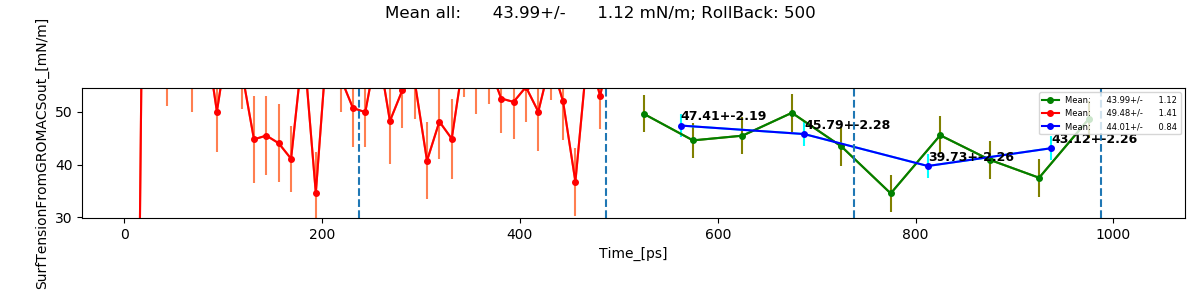 Mean all: 43.99+/- 1.12 mN/m; RollBack: 500
SurfTensionFromGROMACSout_[mN/m]
50
40
30
47.41+-2.19
45.79+-2.28
39.73+-2.26
43.12+-2.26
Mean: 43.99+/- 1.12
Mean: 49.48+/- 1.41
Mean: 44.01+/- 0.84
0
200
400
600
800
1000
Time_[ps]